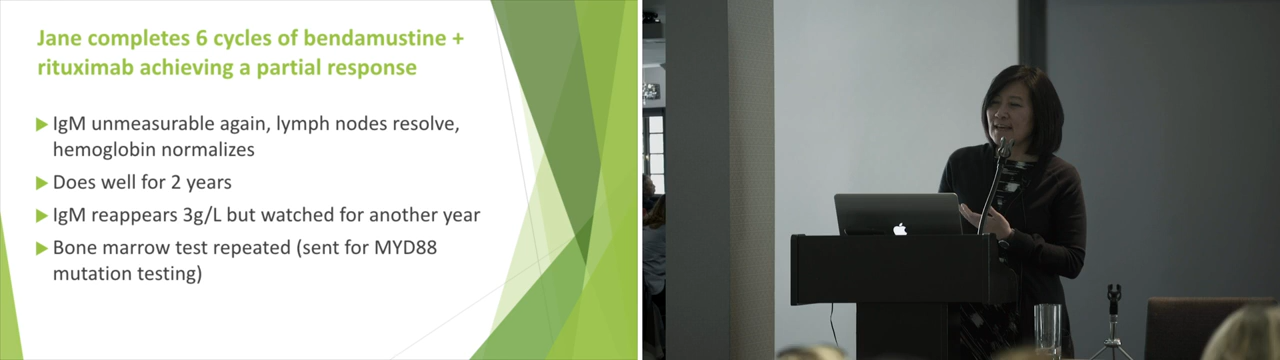 Jane completes 6 cycles of bendamustine +
rituximab achieving a partial response
IgM unmeasurable again, lymph nodes resolve,
hemoglobin normalizes
Does well for 2 years
IgM reappears 3g/L but watched for another year
Bone marrow test repeated (sent for MYD88
mutation testing)